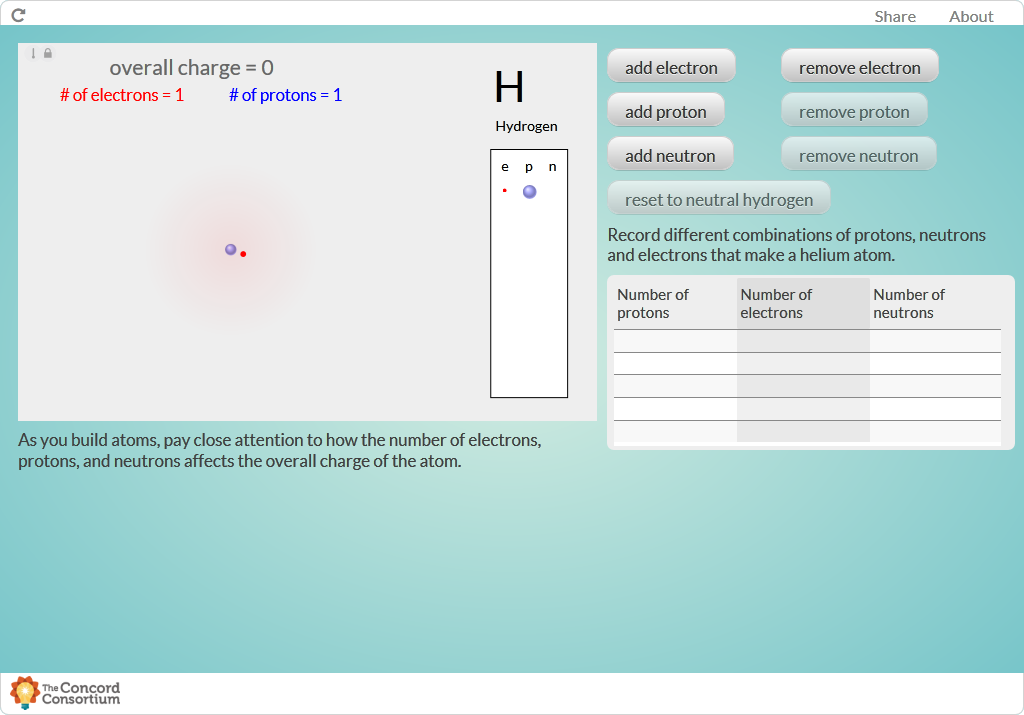 Share About
overall charge = 0
# of electrons = 1 # of protons = 1
H
Hydrogen
e p n
add electron remove electron
add proton remove proton
add neutron remove neutron
reset to neutral hydrogen
Record different combinations of protons, neutrons
and electrons that make a helium atom.
Number of
protons
Number of
electrons
Number of
neutrons
As you build atoms, pay close attention to how the number of electrons,
protons, and neutrons affects the overall charge of the atom.
The Concord
Consortium